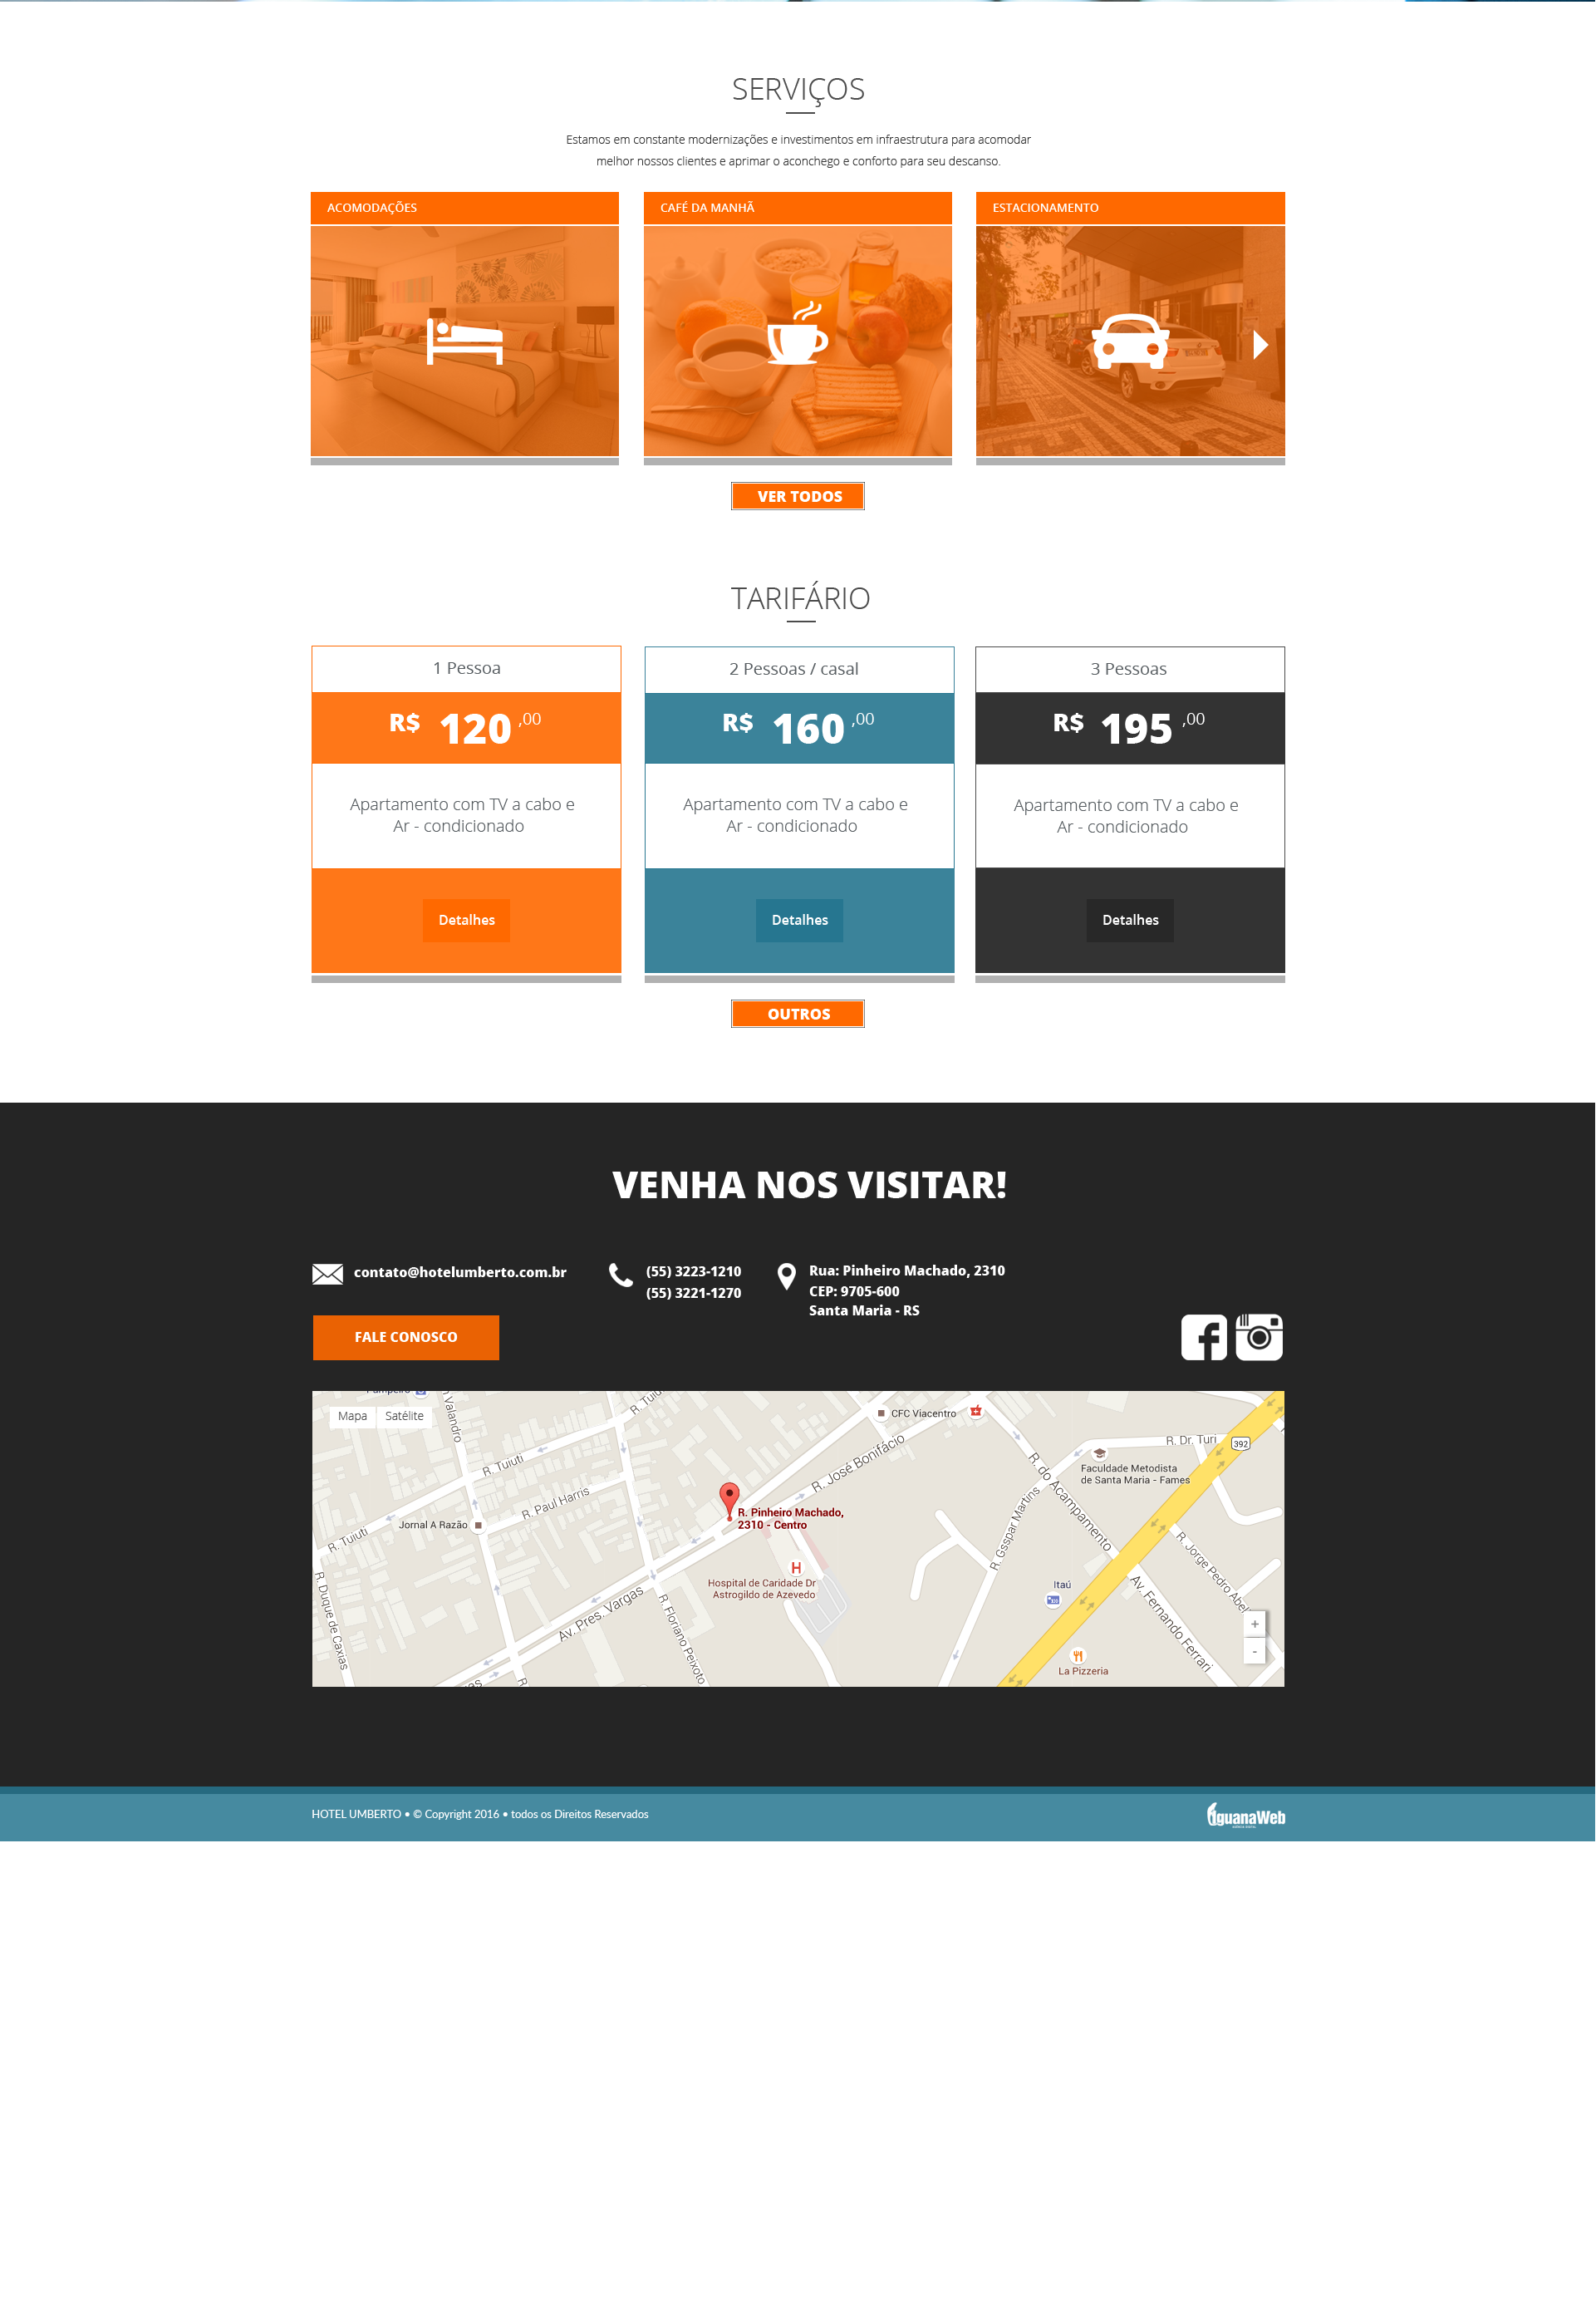 SERVIÇOS
Estamos em constante modernizações e investimentos em infraestrutura para acomodar
melhor nossos clientes e aprimar o aconchego e conforto para seu descanso.
ACOMODAÇÕES
CAFÉ DA MANHÃ
ESTACIONAMENTO
VER TODOS
TARIFÁRIO
1 Pessoa
R$ 120 ,00
Apartamento com TV a cabo e
Ar - condicionado
Detalhes
2 Pessoas / casal
R$ 160 ,00
Apartamento com TV a cabo e
Ar - condicionado
Detalhes
3 Pessoas
R$ 195 ,00
Apartamento com TV a cabo e
Ar - condicionado
Detalhes
OUTROS
VENHA NOS VISITAR!
contato@hotelumberto.com.br
(55) 3223-1210
(55) 3221-1270
Rua: Pinheiro Machado, 2310
CEP: 9705-600
Santa Maria - RS
FALE CONOSCO
Mapa
Satélite
Valandro
R. Tuiuti
CFC Viacentro
R. Dr. Turi
392
R. Tuiuti
R. José Bonifácio
R. do Acampamento
Faculdade Metodista
de Santa Maria - Fames
R. Paul Harris
R. Pinheiro Machado,
2310 - Centro
Jornal A Razão
R. Tuiuti
R. Gsspar Martins
R. Jorge Pedro Abel
H
Hospital de Caridade Dr
Astrogildo de Azevedo
Itaú
R. Duque de Caxias
Av. Pres. Vargas
R. Floriano Peixoto
Av. Fernando Ferrari
+
-
La Pizzeria
HOTEL UMBERTO • © Copyright 2016 • todos os Direitos Reservados
IguanaWeb